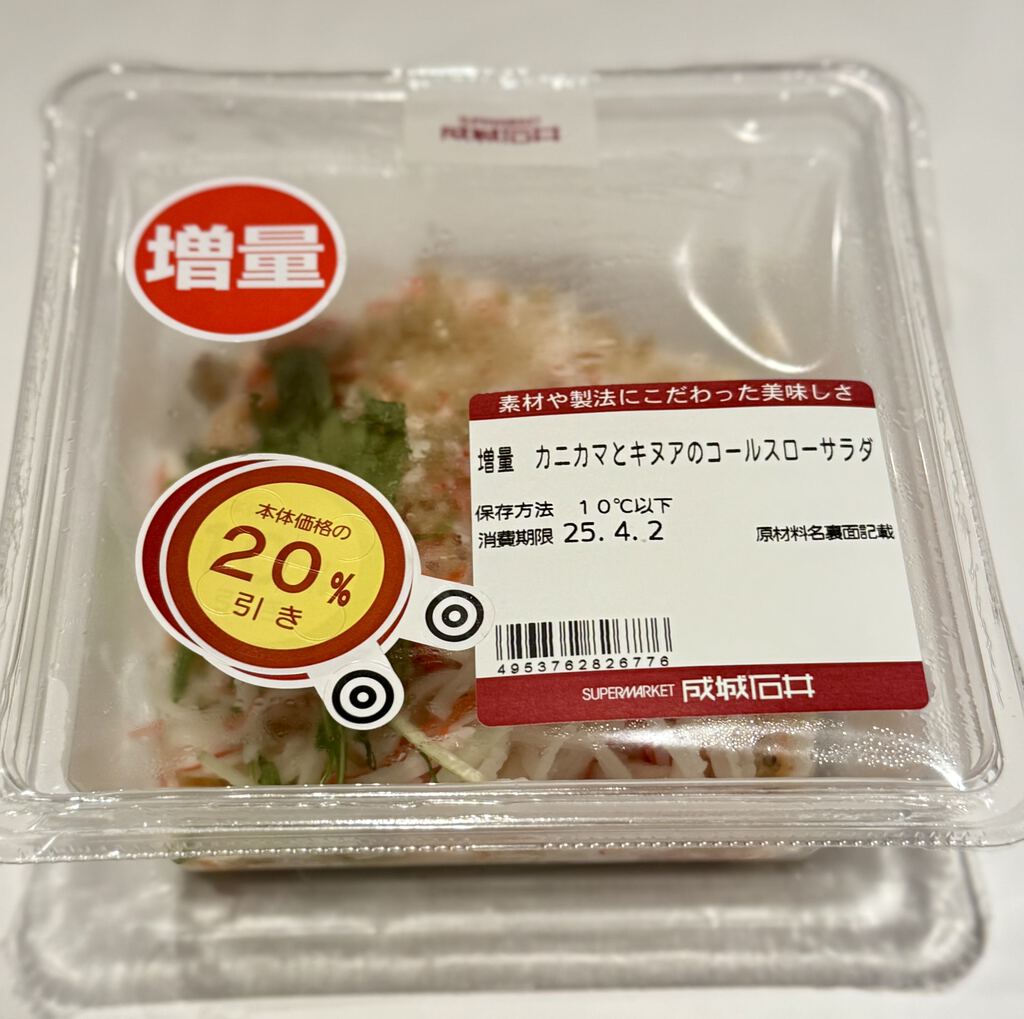 SUPERMARKET
成城石井
増量
素材や製法にこだわった美味しさ
増量 カニカマとキヌアのコールスローサラダ
保存方法 10℃以下
消費期限 25.4.2 原材料名裏面記載
4953762826776
SUPERMARKET 成城石井
本体価格の
20%
引き